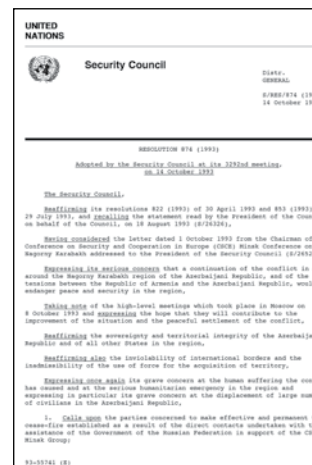 UNITED
NATIONS
Security Council
Distr.
GENERAL
S/RES/874 (19
14 October 19
RESOLUTION 874 (1993)
Adopted by the Security Council at its 3292nd meeting,
on 14 October 1993
The Security Council,
Reaffirming its resolutions 822 (1993) of 30 April 1993 and 853 (1993)
29 July 1993, and recalling the statement read by the President of the Coun
on behalf of the Council, on 18 August 1993 (S/26326),
Having considered the letter dated 1 October 1993 from the Chairman of
Conference on Security and Cooperation in Europe (CSCE) Minsk Conference on
Nagorny Karabakh addressed to the President of the Security Council (S/2652
Expressing its serious concern that a continuation of the conflict in
around the Nagorny Karabakh region of the Azerbaijani Republic, and of the
tensions between the Republic of Armenia and the Azerbaijani Republic, woul
endanger peace and security in the region,
Taking note of the high-level meetings which took place in Moscow on
8 October 1993 and expressing the hope that they will contribute to the
improvement of the situation and the peaceful settlement of the conflict,
Reaffirming the sovereignty and territorial integrity of the Azerbaija
Republic and of all other States in the region,
Reaffirming also the inviolability of international borders and the
inadmissibility of the use of force for the acquisition of territory,
Expressing once again its grave concern at the human suffering the con
has caused and at the serious humanitarian emergency in the region and
expressing in particular its grave concern at the displacement of large num
of civilians in the Azerbaijani Republic,
1. Calls upon the parties concerned to make effective and permanent
cease-fire established as a result of the direct contacts undertaken with t
assistance of the Government of the Russian Federation in support of the CS
Minsk Group;
93-55741 (E)